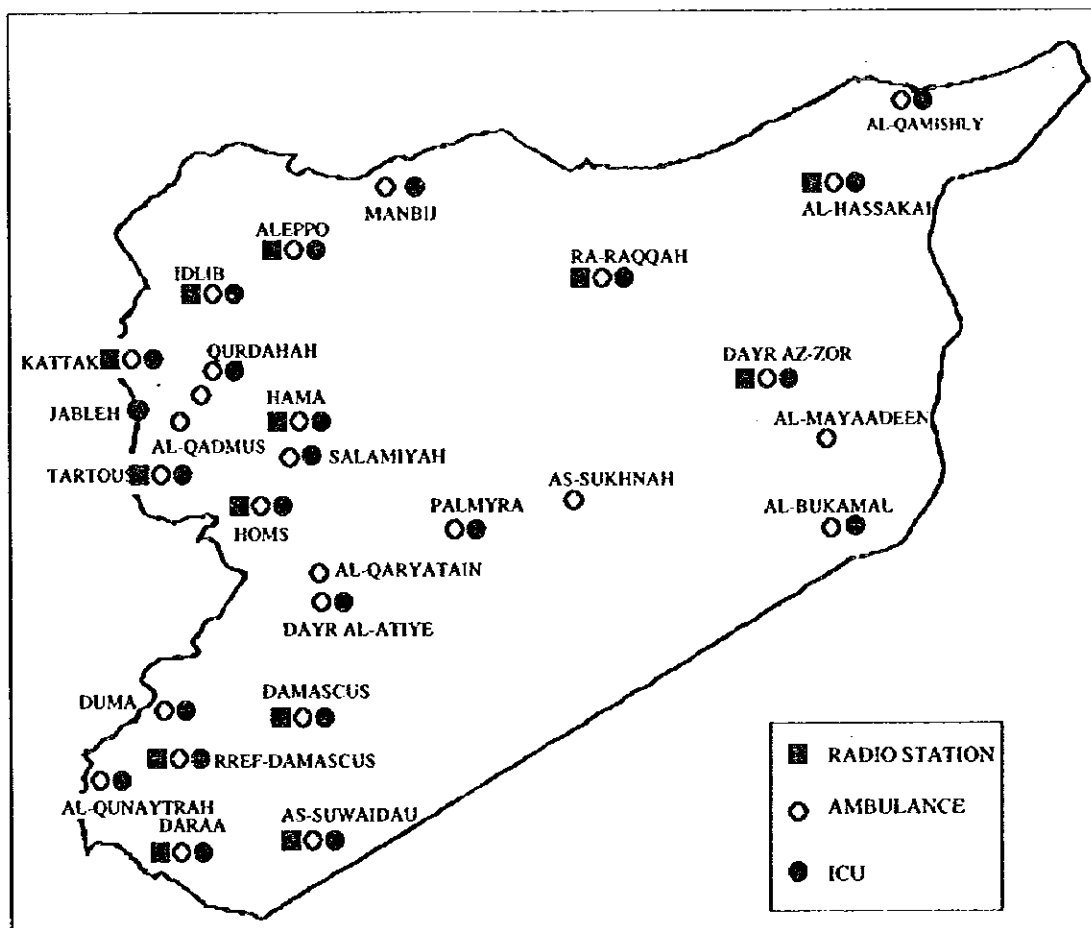 AL-QAMISHLY
AL-HASSAKAH
MANBIJ
ALEPPO
RA-RAQQAH
IDLIB
KATTAK
QURDAHAH
DAYR AZ-ZOR
JABLEH
HAMA
AL-MAYAADEEN
AL-QADMUS
SALAMIYAH
TARTOUS
AS-SUKHNAH
PALMYRA
AL-BUKAMAL
HOMS
AL-QARYATAIN
DAYR AL-ATIYE
DUMA
DAMASCUS
RREF-DAMASCUS
AL-QUNAYTRAH
DARAA
AS-SUWAIDAU
RADIO STATION
AMBULANCE
ICU